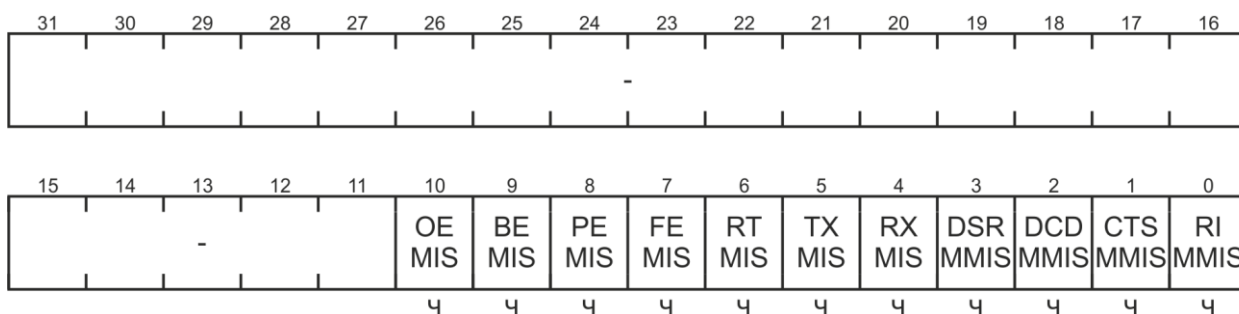 31 30 29 28 27 26 25 24 23 22 21 20 19 18 17 16
-
15 14 13 12 11 10 9 8 7 6 5 4 3 2 1 0
- OE BE PE FE RT TX RX DSR DCD CTS RI
MIS MIS MIS MIS MIS MIS MIS MMIS MMIS MMIS MMIS
ч ч ч ч ч ч ч ч ч ч ч